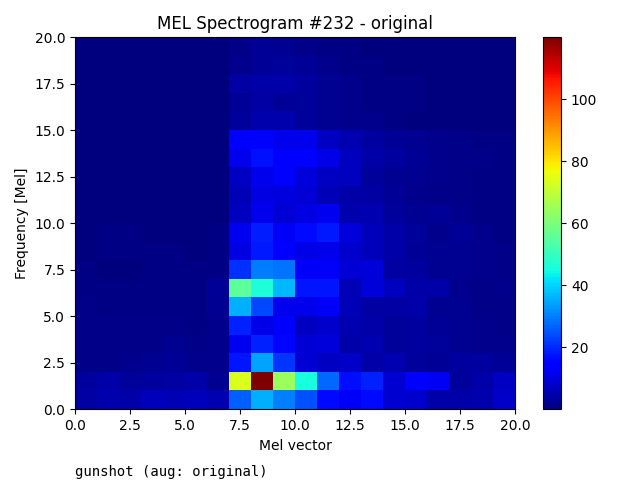 MEL Spectrogram #232 - original
20.0
17.5
15.0
12.5
10.0
7.5
5.0
2.5
0.0
Frequency [Mel]
0.0 2.5 5.0 7.5 10.0 12.5 15.0 17.5 20.0
Mel vector
100
80
60
40
20
gunshot (aug: original)